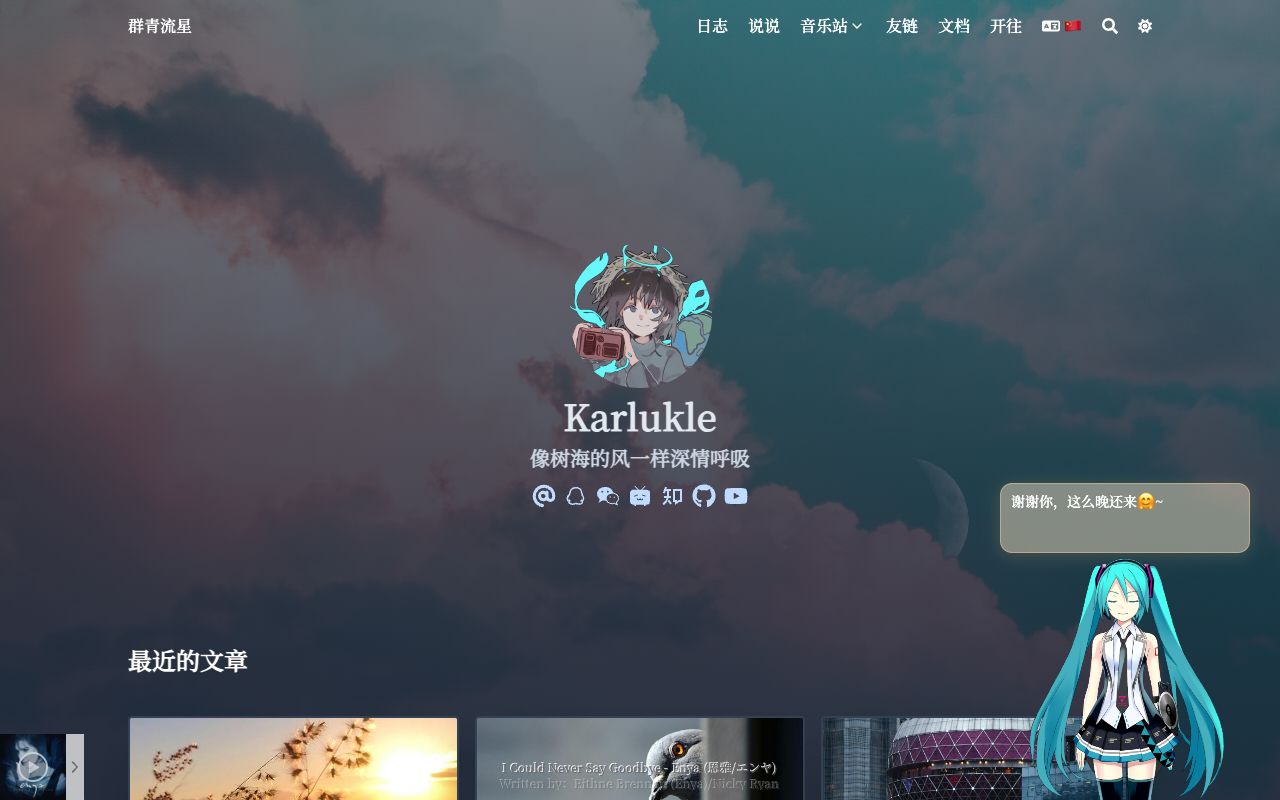 群青流星
日志 说说 音乐站 友链 文档 开往
Karlukle
像树海的风一样深情呼吸
知
谢谢你，这么晚还来🤗~
最近的文章
I Could Never Say Goodbye - Enya (恩雅/エンヤ)
Written by: Eithne Brennan (Enya)/Nicky Ryan
enya